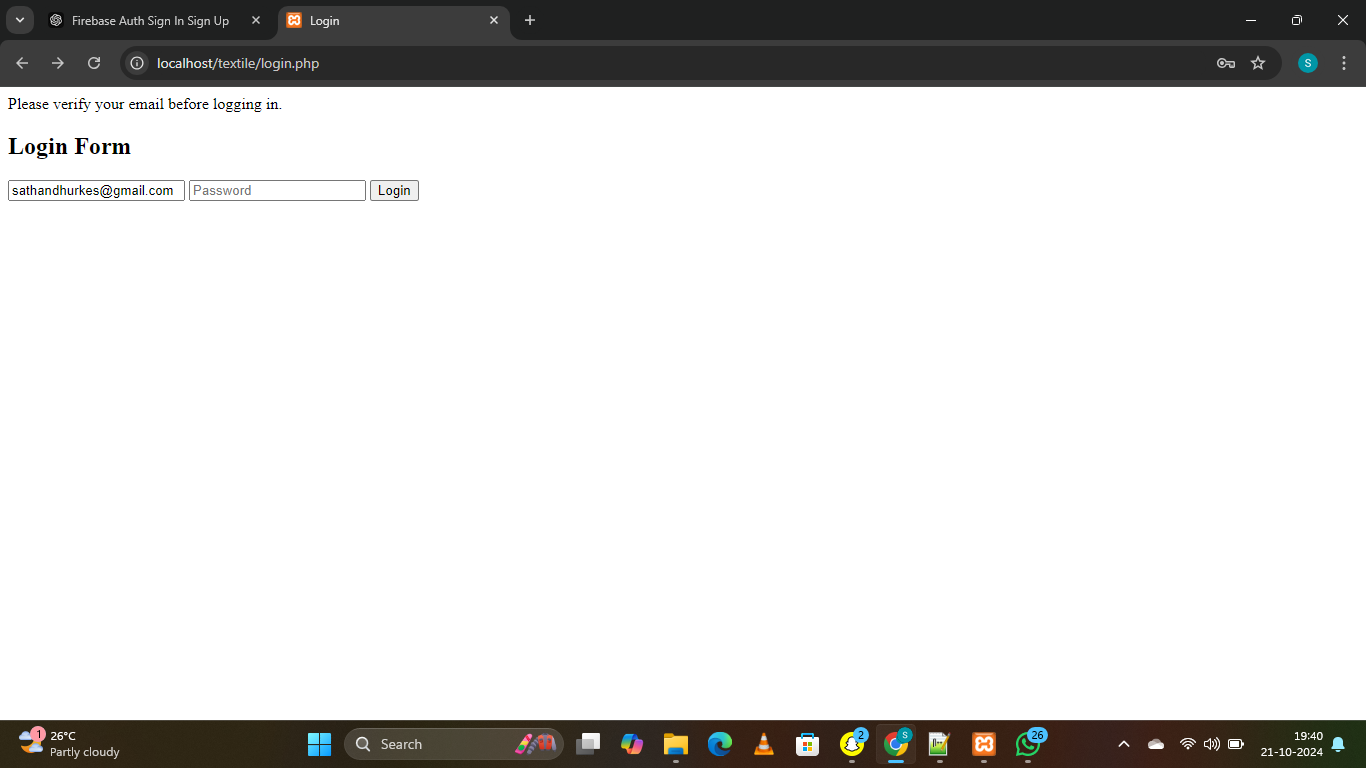 Firebase Auth Sign In Sign Up
Login
localhost/textile/login.php
S
Please verify your email before logging in.
Login Form
sathandhurkes@gmail.com Password Login
1
26°C
Partly cloudy
Search
2
S
26
19:40
21-10-2024